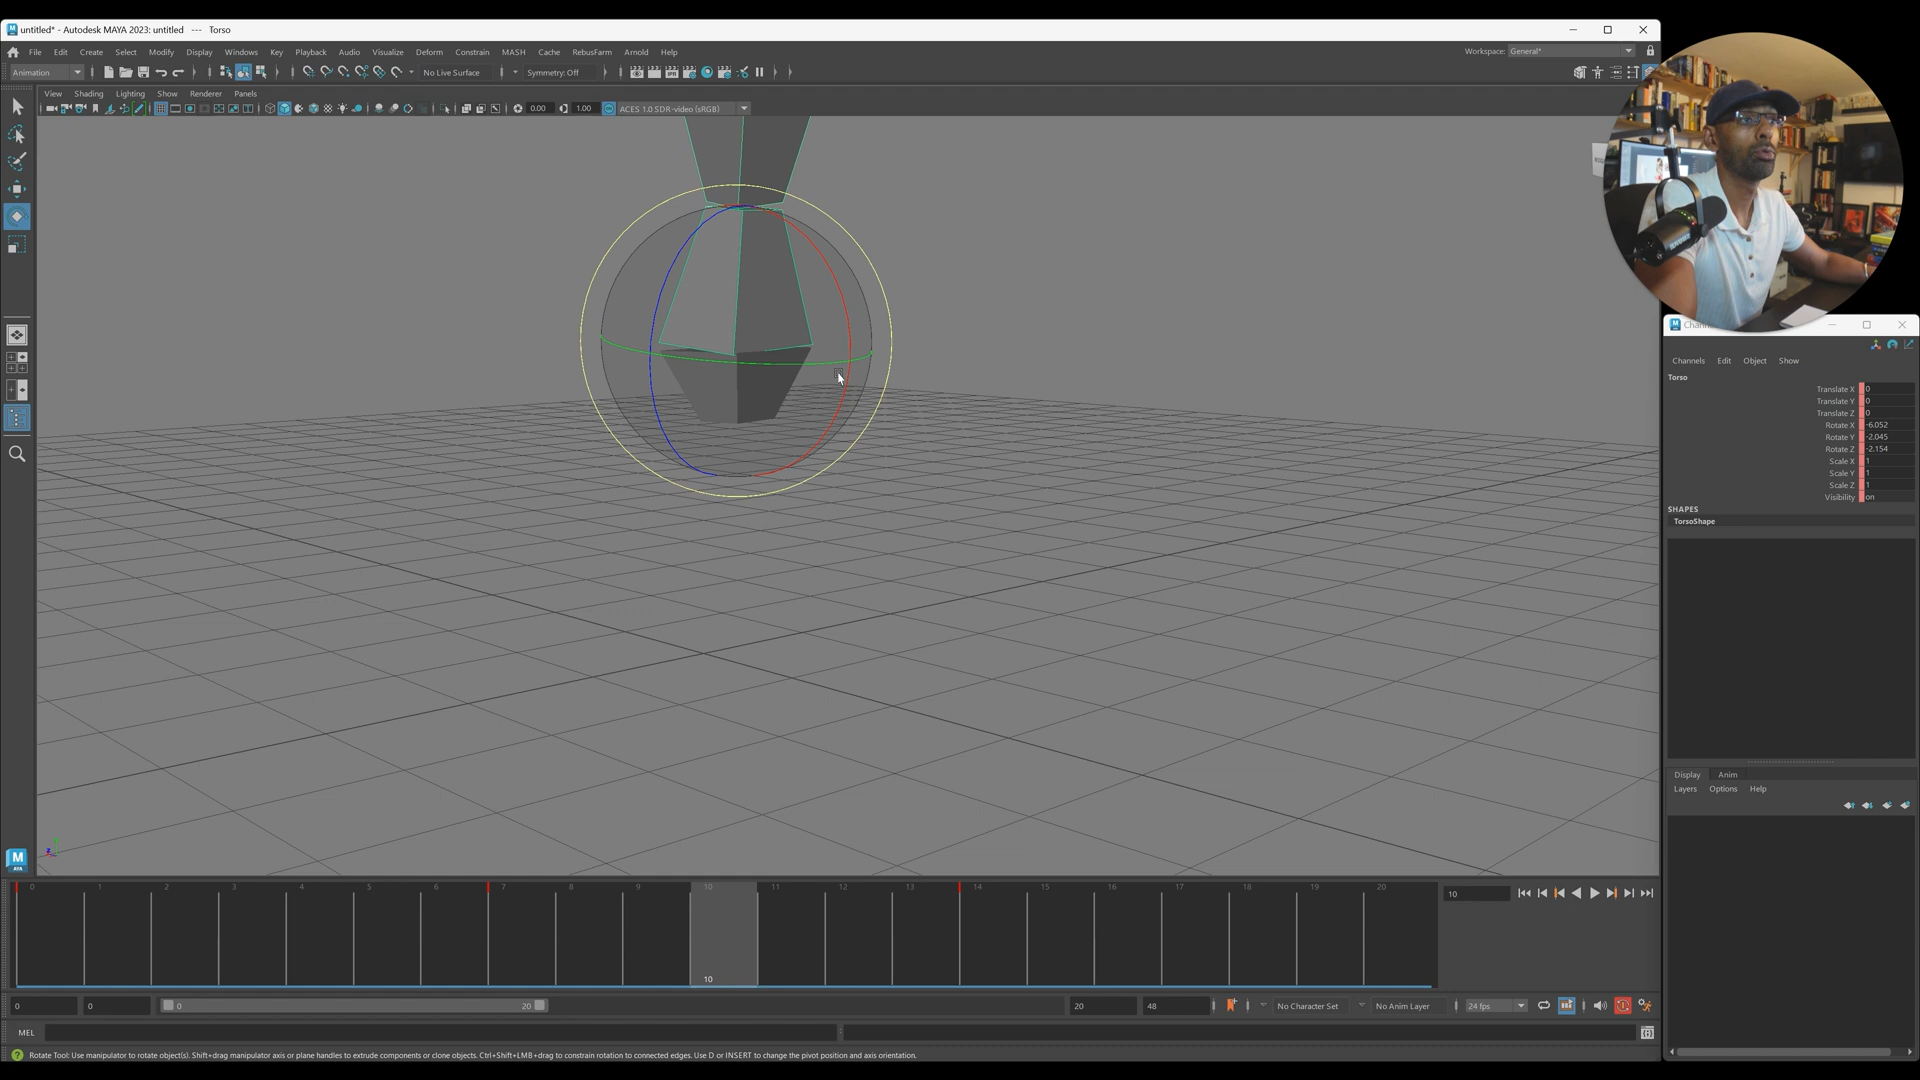 untitled* - Autodesk MAYA 2023: untitled   ---   Torso
File Edit Create Select Modify Display Windows Key Playback Audio Visualize Deform Constrain MASH Cache RebusFarm Arnold Help
Workspace: General*
Animation No Live Surface Symmetry: Off
View Shading Lighting Show Renderer Panels
0.00 1.00 ACES 1.0 SDR-video (sRGB)
Channels Edit Object Show
Torso
Translate X 0
Translate Y 0
Translate Z 0
Rotate X -6.052
Rotate Y -2.045
Rotate Z -2.154
Scale X 1
Scale Y 1
Scale Z 1
Visibility on
SHAPES
TorsoShape
Display Anim
Layers Options Help
0 1 2 3 4 5 6 7 8 9 10 11 12 13 14 15 16 17 18 19 20
10
10
0 0 0 20 20 48 No Character Set No Anim Layer 24 fps
MEL
Rotate Tool: Use manipulator to rotate object(s). Shift+drag manipulator axis or plane handles to extrude components or clone objects. Ctrl+Shift+LMB+drag to constrain rotation to connected edges. Use D or INSERT to change the pivot position and axis orientation.